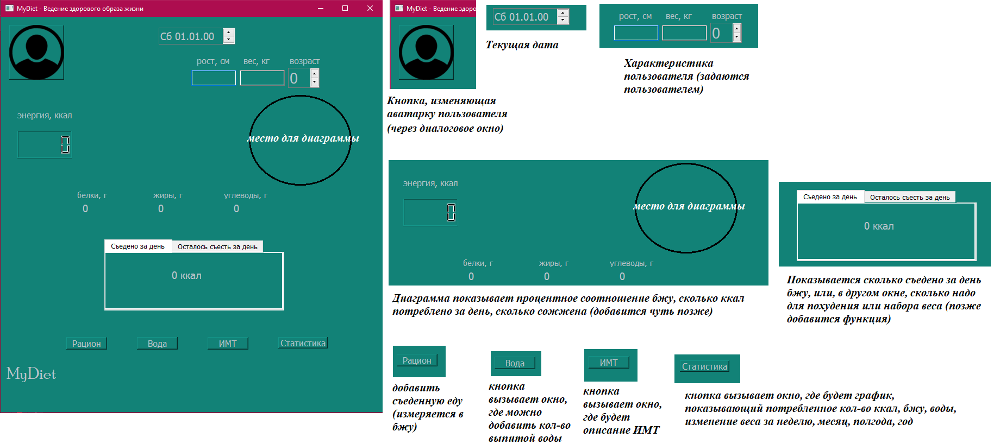 MyDiet - Ведение здорового образа жизни
Сб 01.01.00
рост, см
вес, кг
возраст
0
энергия, ккал
0
место для диаграммы
белки, г
жиры, г
углеводы, г
0
0
0
Съедено за день
Осталось съесть за день
0 ккал
Рацион
Вода
ИМТ
Статистика
MyDiet
MyDiet - Ведение здоро
Кнопка, изменяющая
аватарку пользователя
(через диалоговое окно)
Сб 01.01.00
Текущая дата
рост, см
вес, кг
возраст
0
Характеристика
пользователя (задаются
пользователем)
энергия, ккал
0
место для диаграммы
белки, г
жиры, г
углеводы, г
0
0
0
Диаграмма показывает процентное соотношение бжу, сколько ккал
потреблено за день, сколько сожжена (добавится чуть позже)
Съедено за день
Осталось съесть за день
0 ккал
Показывается сколько съедено за день
бжу, или, в другом окне, сколько надо
для похудения или набора веса (позже
добавится функция)
Рацион
добавить
съеденную еду
(измеряется в
бжу)
Вода
кнопка
вызывает окно,
где можно
добавить кол-во
выпитой воды
ИМТ
кнопка
вызывает окно,
где будет
описание ИМТ
Статистика
кнопка вызывает окно, где будет график,
показывающий потребленное кол-во ккал, бжу, воды,
изменение веса за неделю, месяц, полгода, год